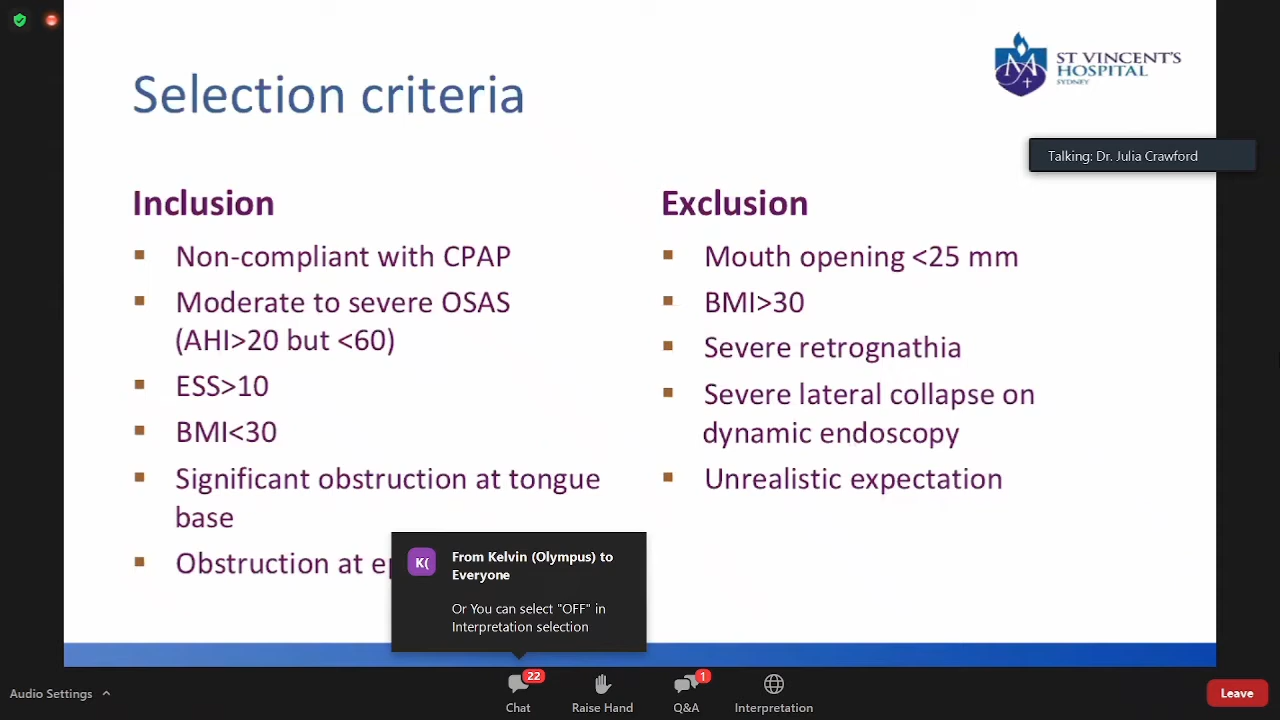 Selection criteria
ST VINCENT'S
HOSPITAL
SYDNEY
Talking: Dr. Julia Crawford
Inclusion
Non-compliant with CPAP
Moderate to severe OSAS
(AHI>20 but <60)
ESS>10
BMI<30
Significant obstruction at tongue
base
Obstruction at
Exclusion
Mouth opening <25 mm
BMI>30
Severe retrognathia
Severe lateral collapse on
dynamic endoscopy
Unrealistic expectation
K(
From Kelvin (Olympus) to
Everyone
Or You can select "OFF" in
Interpretation selection
Audio Settings
22
Chat
Raise Hand
1
Q&A
Interpretation
Leave